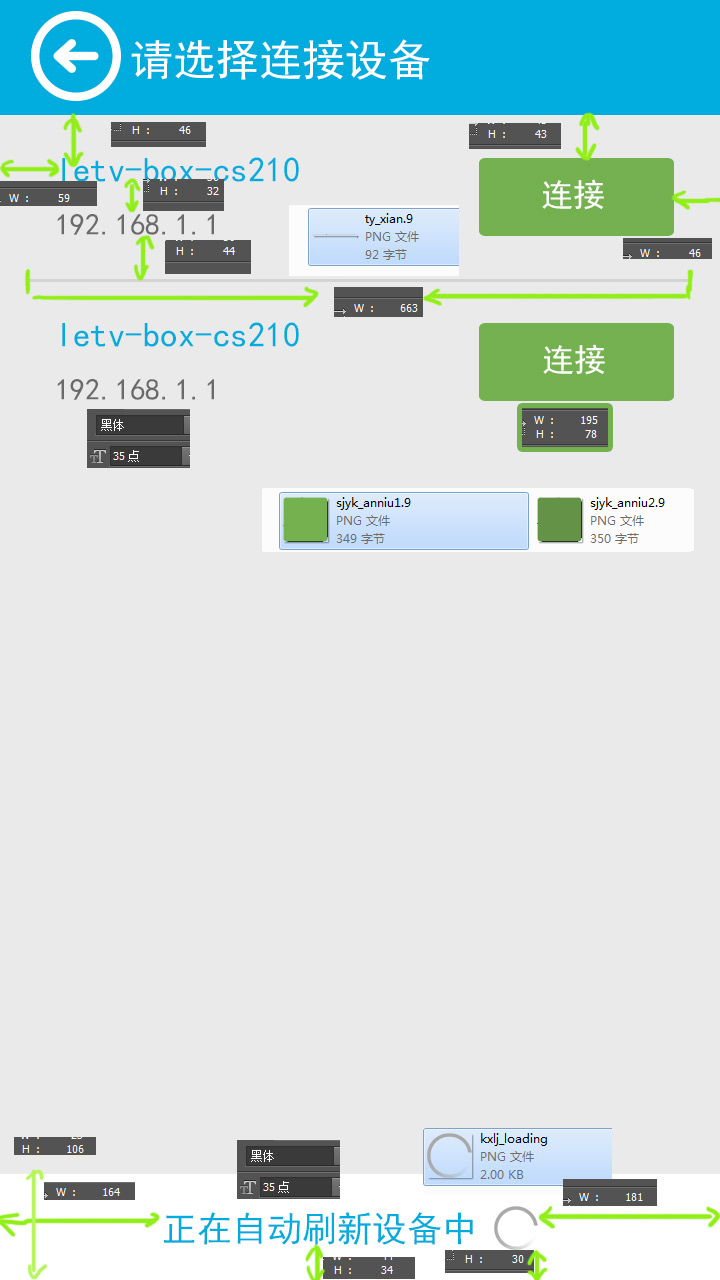 请选择连接设备
H : 46
H : 43
letv-box-cs210
连接
W : 59
H : 32
192.168.1.1
ty_xian.9
PNG 文件
92 字节
H : 44
W : 46
W : 663
letv-box-cs210
连接
192.168.1.1
黑体
35 点
W : 195
H : 78
sjyk_anniu1.9
PNG 文件
349 字节
sjyk_anniu2.9
PNG 文件
350 字节
H : 106
W : 164
黑体
35 点
kxlj_loading
PNG 文件
2.00 KB
W : 181
正在自动刷新设备中
H : 34
H : 30